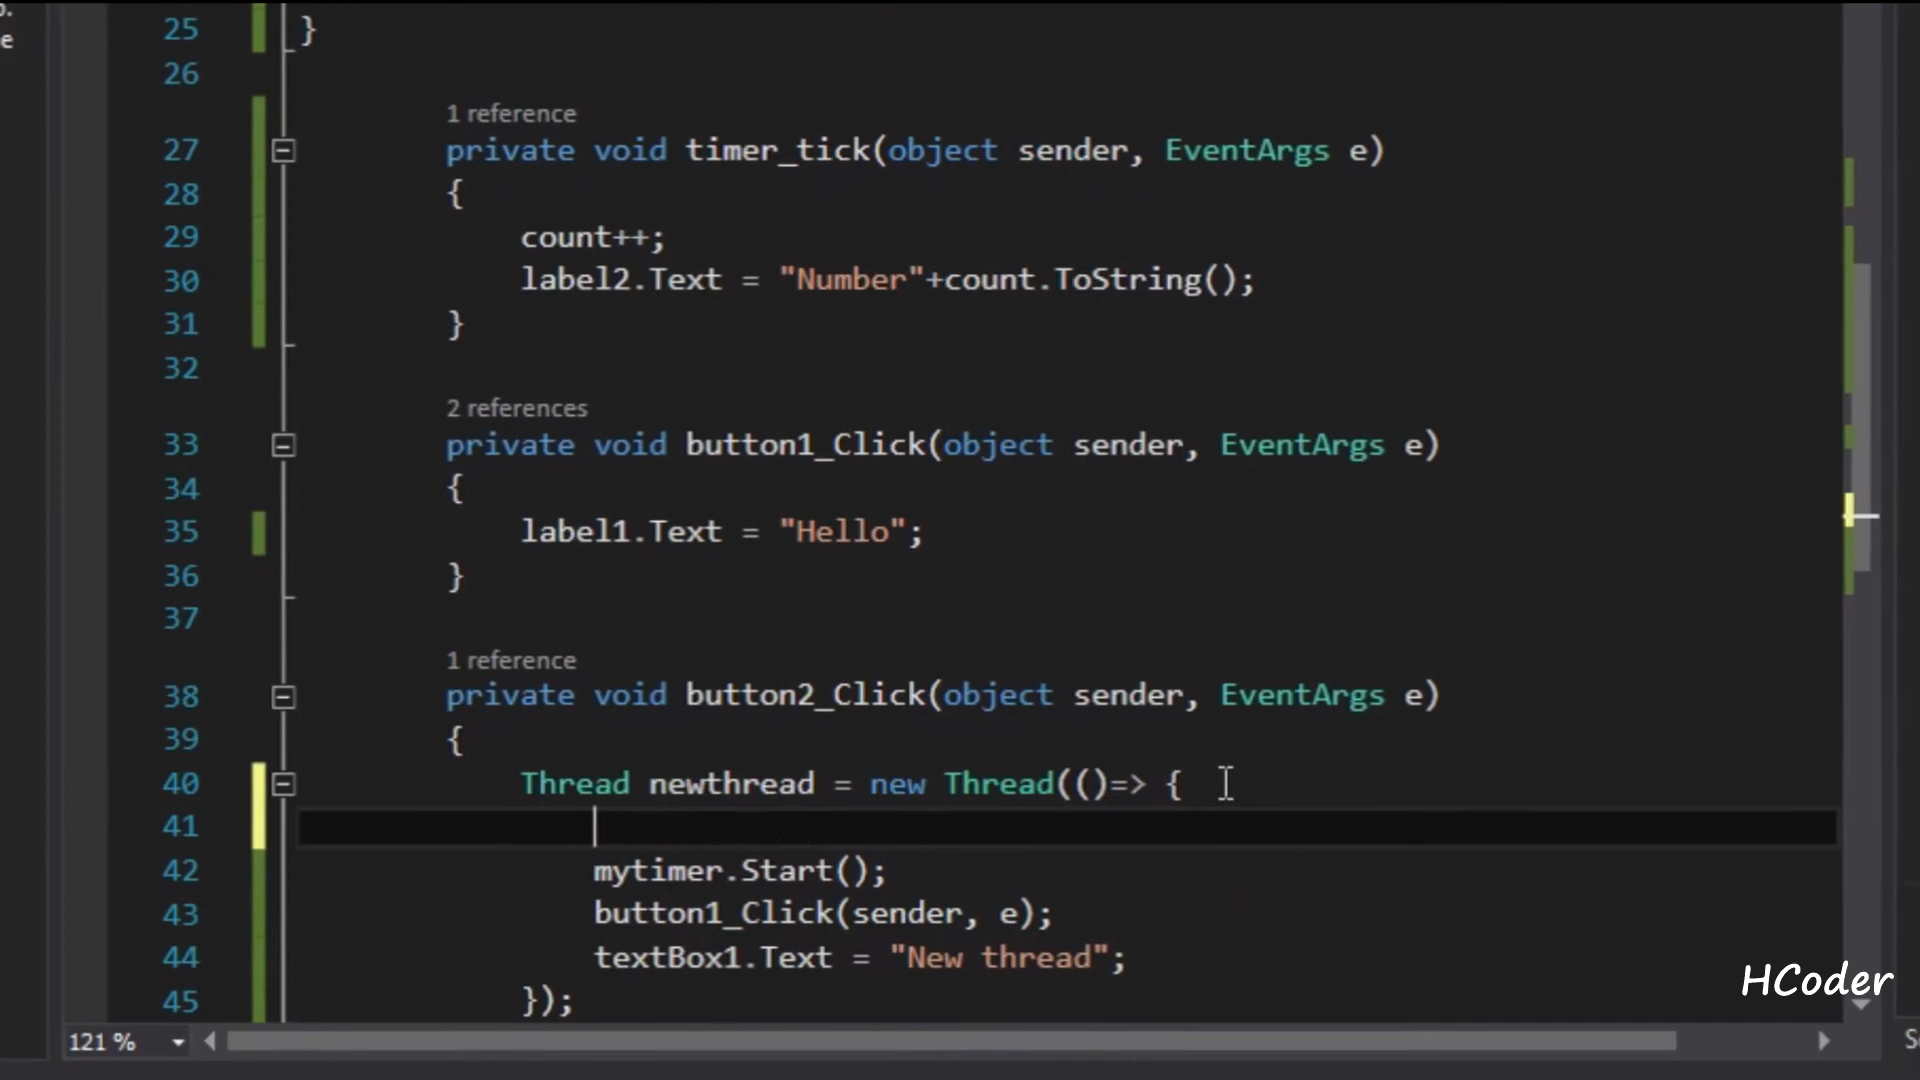 p.
e
25 }
26
1 reference
27 private void timer_tick(object sender, EventArgs e)
28 {
29 count++;
30 label2.Text = "Number"+count.ToString();
31 }
32
2 references
33 private void button1_Click(object sender, EventArgs e)
34 {
35 label1.Text = "Hello";
36 }
37
1 reference
38 private void button2_Click(object sender, EventArgs e)
39 {
40 Thread newthread = new Thread(()=> {
41
42 mytimer.Start();
43 button1_Click(sender, e);
44 textBox1.Text = "New thread";
45 });
HCoder
121 %